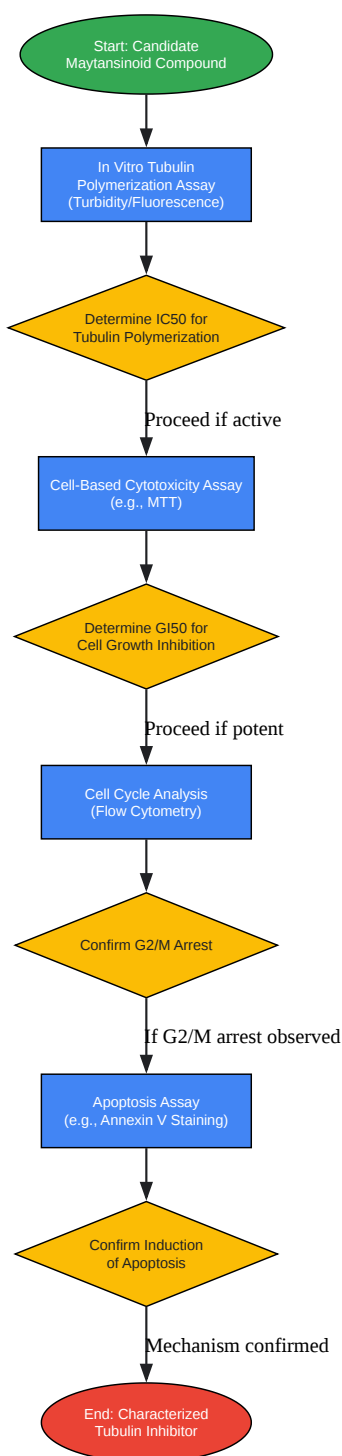 Start: Candidate
Maytansinoid Compound
In Vitro Tubulin
Polymerization Assay
(Turbidity/Fluorescence)
Determine IC50 for
Tubulin Polymerization
Proceed if active
Cell-Based Cytotoxicity Assay
(e.g., MTT)
Determine GI50 for
Cell Growth Inhibition
Proceed if potent
Cell Cycle Analysis
(Flow Cytometry)
Confirm G2/M Arrest
If G2/M arrest observed
Apoptosis Assay
(e.g., Annexin V Staining)
Confirm Induction
of Apoptosis
Mechanism confirmed
End: Characterized
Tubulin Inhibitor